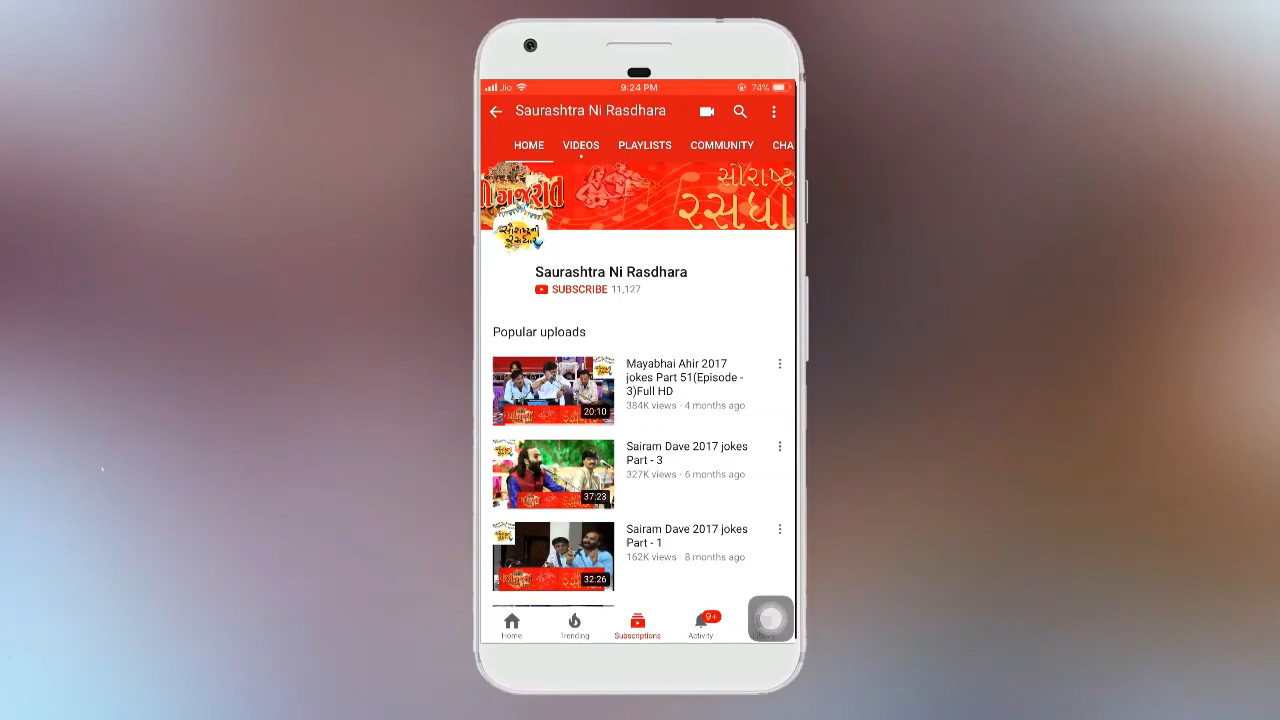 Jio
9:24 PM
74%
Saurashtra Ni Rasdhara
HOME
VIDEOS
PLAYLISTS
COMMUNITY
CHA
સૌરાષ્ટ્ર
રસધા
સૌરાષ્ટ્રની
રસધાર
Saurashtra Ni Rasdhara
SUBSCRIBE 11,127
Popular uploads
Mayabhai Ahir 2017
jokes Part 51(Episode -
3)Full HD
384K views · 4 months ago
20:10
Sairam Dave 2017 jokes
Part - 3
327K views · 6 months ago
37:23
Sairam Dave 2017 jokes
Part - 1
162K views · 8 months ago
32:26
Home
Trending
Subscriptions
9+
Activity